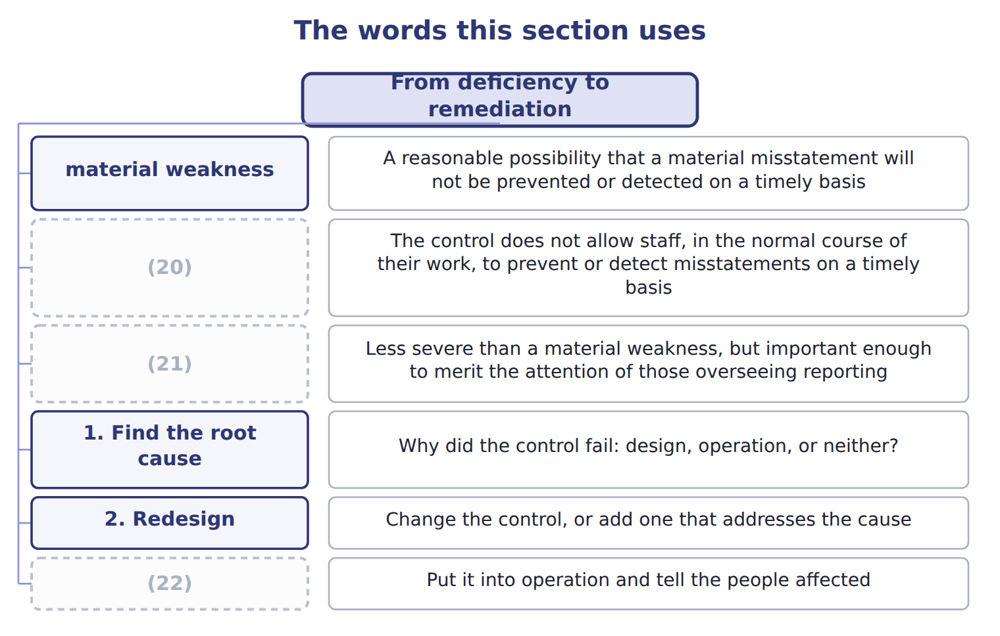 The words this section uses
From deficiency to
remediation
material weakness
A reasonable possibility that a material misstatement will
not be prevented or detected on a timely basis
(20)
The control does not allow staff, in the normal course of
their work, to prevent or detect misstatements on a timely
basis
(21)
Less severe than a material weakness, but important enough
to merit the attention of those overseeing reporting
1. Find the root
cause
Why did the control fail: design, operation, or neither?
2. Redesign
Change the control, or add one that addresses the cause
(22)
Put it into operation and tell the people affected